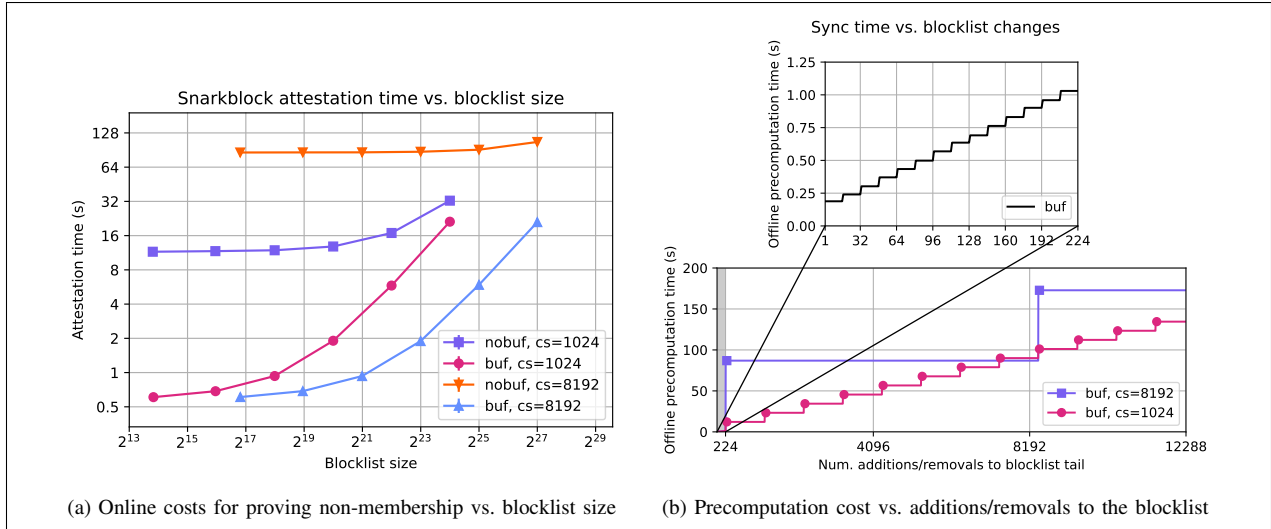 Snarkblock attestation time vs. blocklist size
Attestation time (s)
128
64
32
16
8
4
2
1
0.5
2^13 2^15 2^17 2^19 2^21 2^23 2^25 2^27 2^29
Blocklist size
nobuf, cs=1024
buf, cs=1024
nobuf, cs=8192
buf, cs=8192
(a) Online costs for proving non-membership vs. blocklist size
Sync time vs. blocklist changes
Offline precomputation time (s)
1.25
1.00
0.75
0.50
0.25
0.00
1 32 64 96 128 160 192 224
buf
Offline precomputation time (s)
200
150
100
50
0
224 4096 8192 12288
Num. additions/removals to blocklist tail
buf, cs=8192
buf, cs=1024
(b) Precomputation cost vs. additions/removals to the blocklist